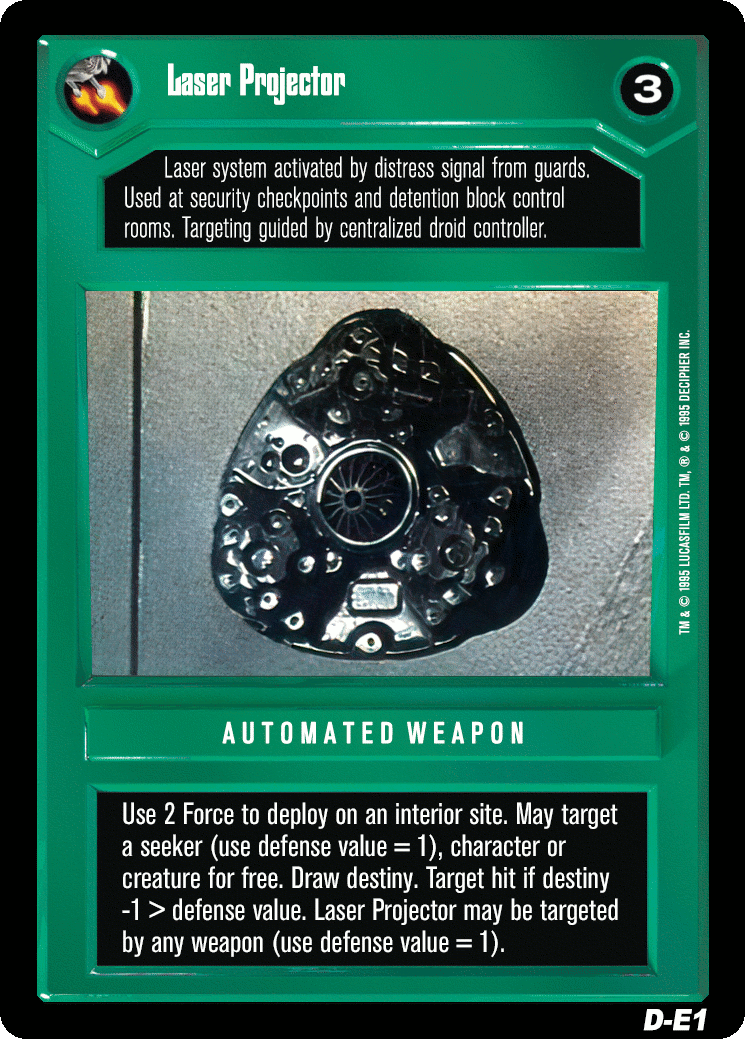 Laser Projector
3
Laser system activated by distress signal from guards.
Used at security checkpoints and detention block control
rooms. Targeting guided by centralized droid controller.
TM & © 1995 LUCASFILM LTD. TM, ® & © 1995 DECIPHER INC.
AUTOMATED WEAPON
Use 2 Force to deploy on an interior site. May target
a seeker (use defense value = 1), character or
creature for free. Draw destiny. Target hit if destiny
-1 > defense value. Laser Projector may be targeted
by any weapon (use defense value = 1).
D-E1